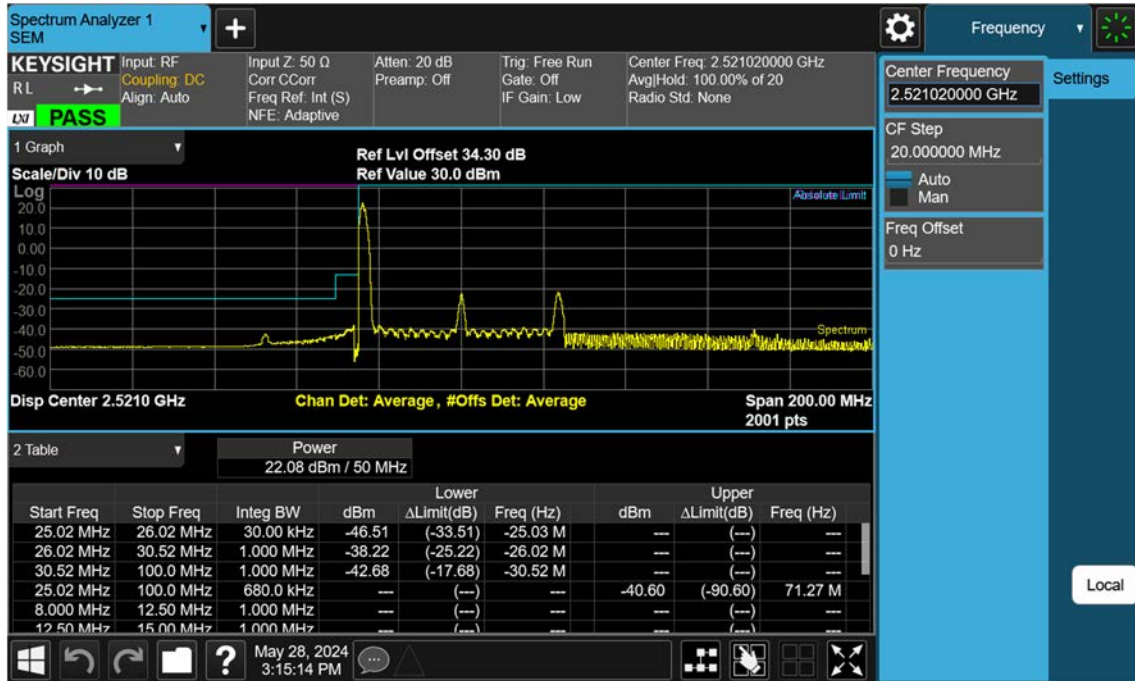 Spectrum Analyzer 1
SEM
Frequency
KEYSIGHT
RL
LXI PASS
Input: RF
Coupling: DC
Align: Auto
Input Z: 50 Ω
Corr CCorr
Freq Ref: Int (S)
NFE: Adaptive
Atten: 20 dB
Preamp: Off
Trig: Free Run
Gate: Off
IF Gain: Low
Center Freq: 2.521020000 GHz
Avg|Hold: 100.00% of 20
Radio Std: None
Center Frequency
2.521020000 GHz
Settings
CF Step
20.000000 MHz
Auto
Man
Freq Offset
0 Hz
Local
1 Graph
Scale/Div 10 dB
Ref Lvl Offset 34.30 dB
Ref Value 30.0 dBm
Log
Absolute Limit
20.0
10.0
0.00
-10.0
-20.0
-30.0
-40.0
-50.0
-60.0
Spectrum
Disp Center 2.5210 GHz
Chan Det: Average, #Offs Det: Average
Span 200.00 MHz
2001 pts
2 Table
Power
22.08 dBm / 50 MHz
Lower Upper
Start Freq Stop Freq Integ BW dBm ΔLimit(dB) Freq (Hz) dBm ΔLimit(dB) Freq (Hz)
25.02 MHz 26.02 MHz 30.00 kHz -46.51 (-33.51) -25.03 M --- (---) ---
26.02 MHz 30.52 MHz 1.000 MHz -38.22 (-25.22) -26.02 M --- (---) ---
30.52 MHz 100.0 MHz 1.000 MHz -42.68 (-17.68) -30.52 M --- (---) ---
25.02 MHz 100.0 MHz 680.0 kHz --- (---) --- -40.60 (-90.60) 71.27 M
8.000 MHz 12.50 MHz 1.000 MHz --- (---) --- --- (---) ---
12.50 MHz 15.00 MHz 1.000 MHz --- (---) --- --- (---) ---
?
May 28, 2024
3:15:14 PM